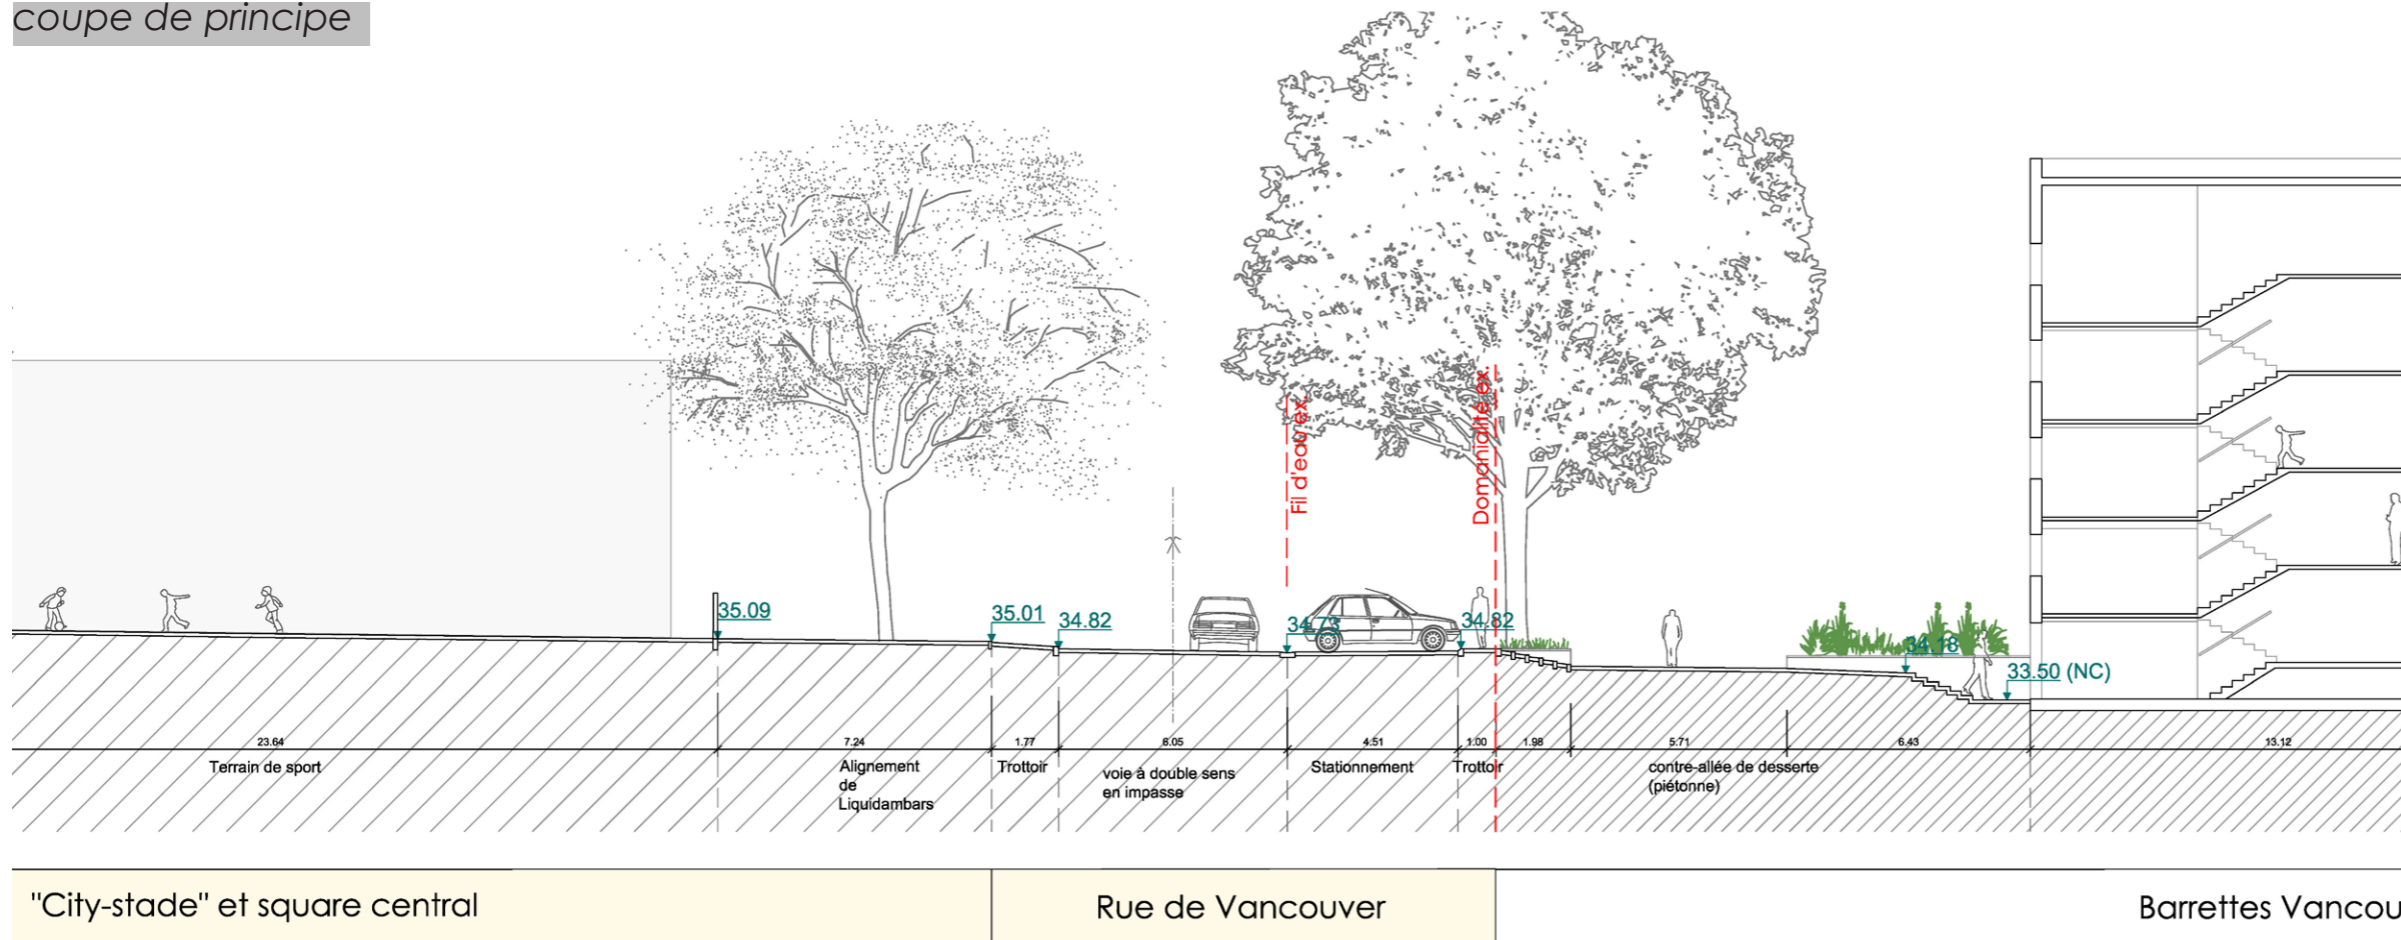 coupe de principe
Fil d'eau ex.
Domanialité ex.
35.09
35.01
34.82
34.73
34.82
34.18
33.50 (NC)
23.64
7.24
1.77
6.05
4.51
1.00
1.98
5.71
6.43
13.12
Terrain de sport
Alignement
de
Liquidambars
Trottoir
voie à double sens
en impasse
Stationnement
Trottoir
contre-allée de desserte
(piétonne)
"City-stade" et square central
Rue de Vancouver
Barrettes Vancou